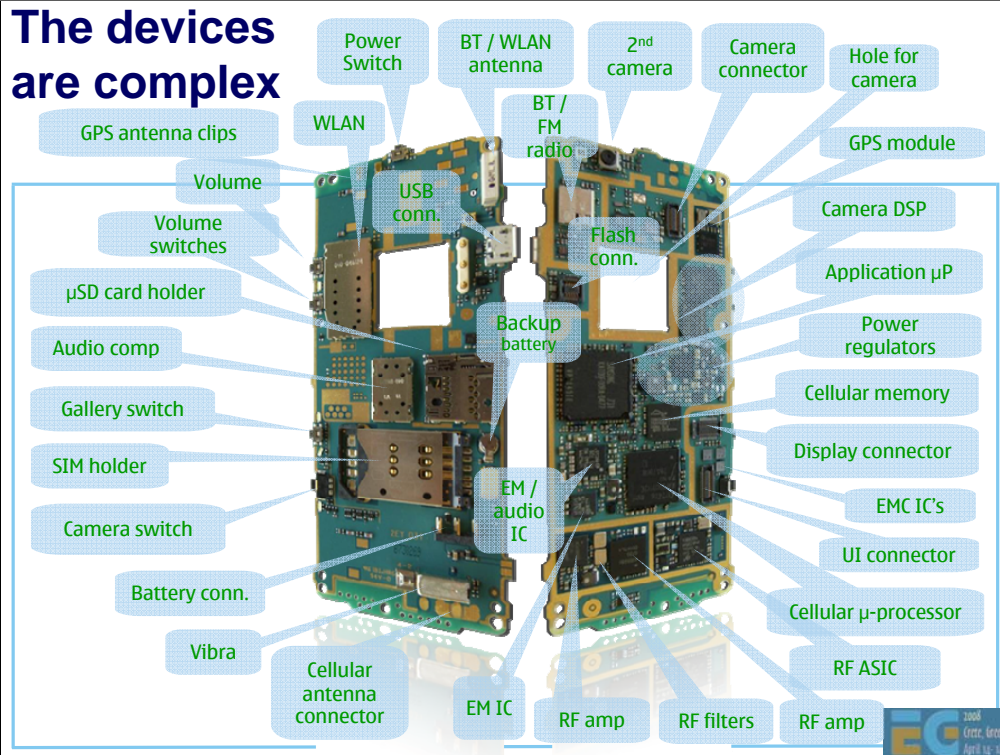 The devices
are complex
Power
Switch
BT / WLAN
antenna
2nd
camera
Camera
connector
Hole for
camera
GPS antenna clips
WLAN
BT /
FM
radio
GPS module
Volume
USB
conn.
Camera DSP
Volume
switches
Flash
conn.
Application µP
µSD card holder
Backup
battery
Power
regulators
Audio comp
Cellular memory
Gallery switch
Display connector
SIM holder
EM /
audio
IC
EMC IC's
Camera switch
UI connector
Battery conn.
Cellular µ-processor
Vibra
RF ASIC
Cellular
antenna
connector
EM IC
RF amp
RF filters
RF amp
EG
2008